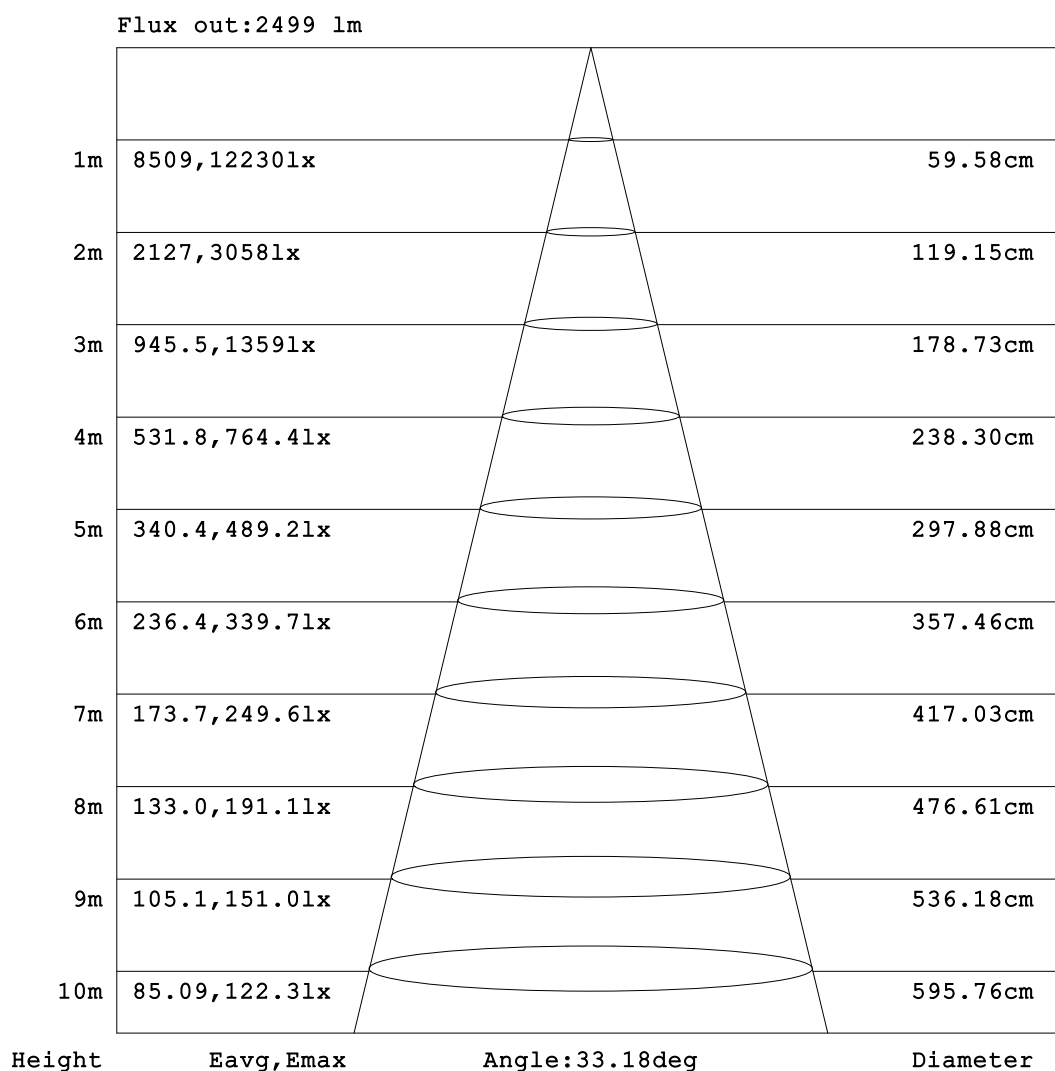 Flux out:2499 lm
1m 8509,12230lx 59.58cm
2m 2127,3058lx 119.15cm
3m 945.5,1359lx 178.73cm
4m 531.8,764.4lx 238.30cm
5m 340.4,489.2lx 297.88cm
6m 236.4,339.7lx 357.46cm
7m 173.7,249.6lx 417.03cm
8m 133.0,191.1lx 476.61cm
9m 105.1,151.0lx 536.18cm
10m 85.09,122.3lx 595.76cm
Height Eavg,Emax Angle:33.18deg Diameter